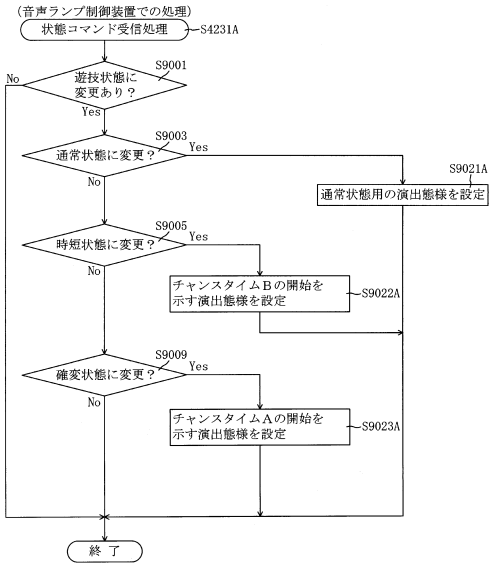 （音声ランプ制御装置での処理）
状態コマンド受信処理
S4231A
S9001
遊技状態に
変更あり？
No
Yes
S9003
通常状態に変更？
Yes
No
S9021A
通常状態用の演出態様を設定
S9005
時短状態に変更？
Yes
No
チャンスタイムＢの開始を
示す演出態様を設定
S9022A
S9009
確変状態に変更？
Yes
No
チャンスタイムＡの開始を
示す演出態様を設定
S9023A
終了